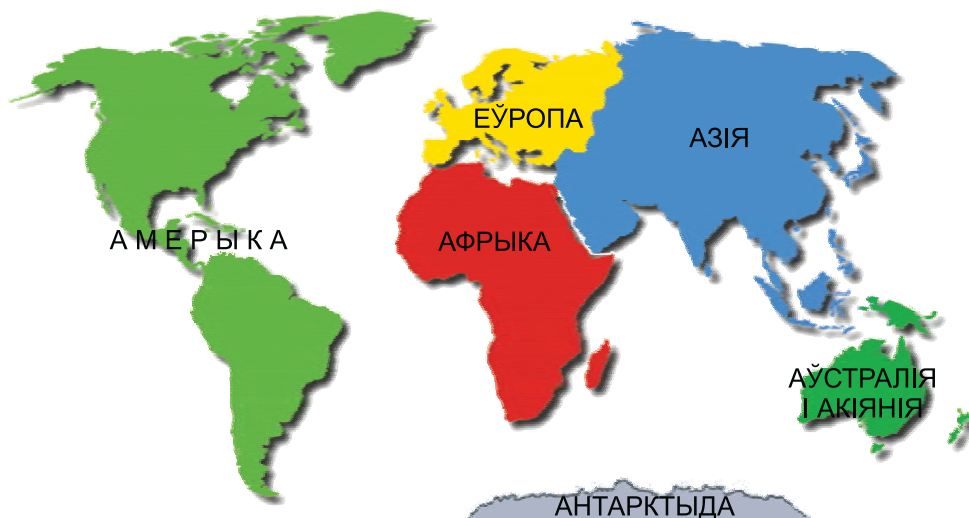 ЕЎРОПА
АЗІЯ
А М Е Р Ы К А
АФРЫКА
АЎСТРАЛІЯ
І АКІЯНІЯ
АНТАРКТЫДА